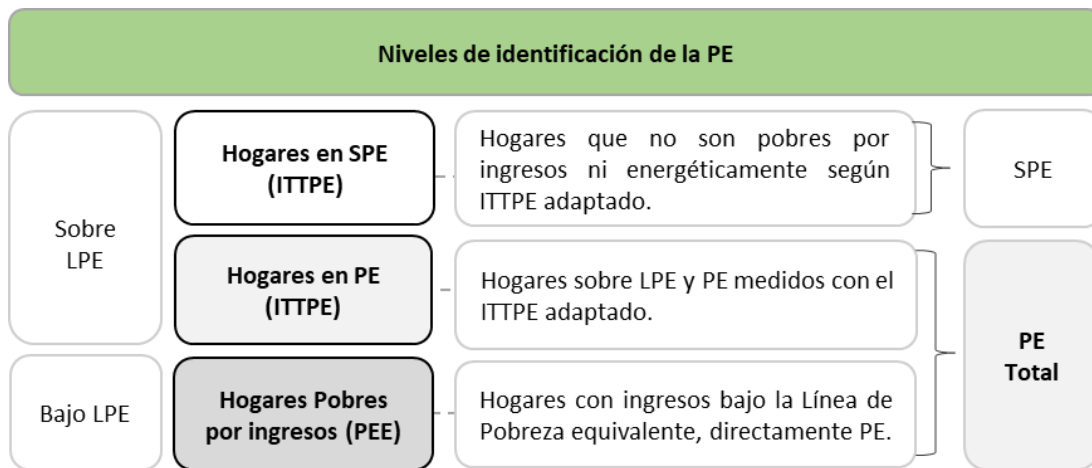 Niveles de identificación de la PE
Sobre
LPE
Hogares en SPE
(ITTPE)
Hogares que no son pobres por
ingresos ni energéticamente según
ITTPE adaptado.
SPE
Hogares en PE
(ITTPE)
Hogares sobre LPE y PE medidos con el
ITTPE adaptado.
PE
Total
Bajo LPE
Hogares Pobres
por ingresos (PEE)
Hogares con ingresos bajo la Línea de
Pobreza equivalente, directamente PE.